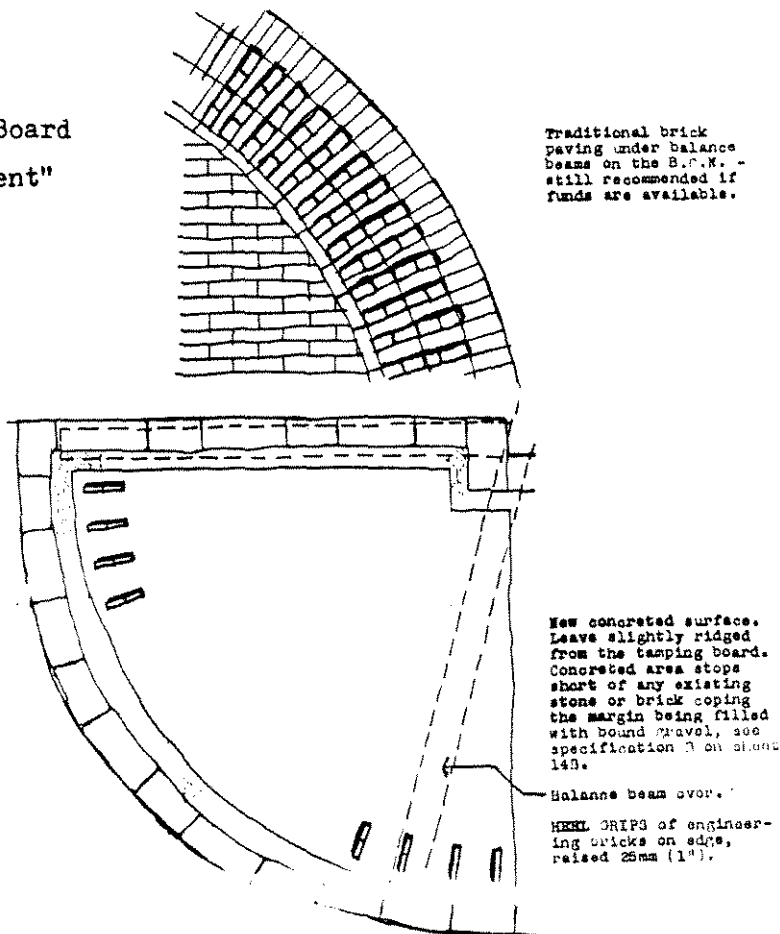 Board
ent"
Traditional brick
paving under balance
beams on the B.C.N. -
still recommended if
funds are available.
New concreted surface.
Leave slightly ridged
from the tamping board.
Concreted area stops
short of any existing
stone or brick coping
the margin being filled
with bound gravel, see
specification on sheet
143.
Balance beam over.
HEEL GRIPS of engineer-
ing bricks on edge,
raised 25mm (1").